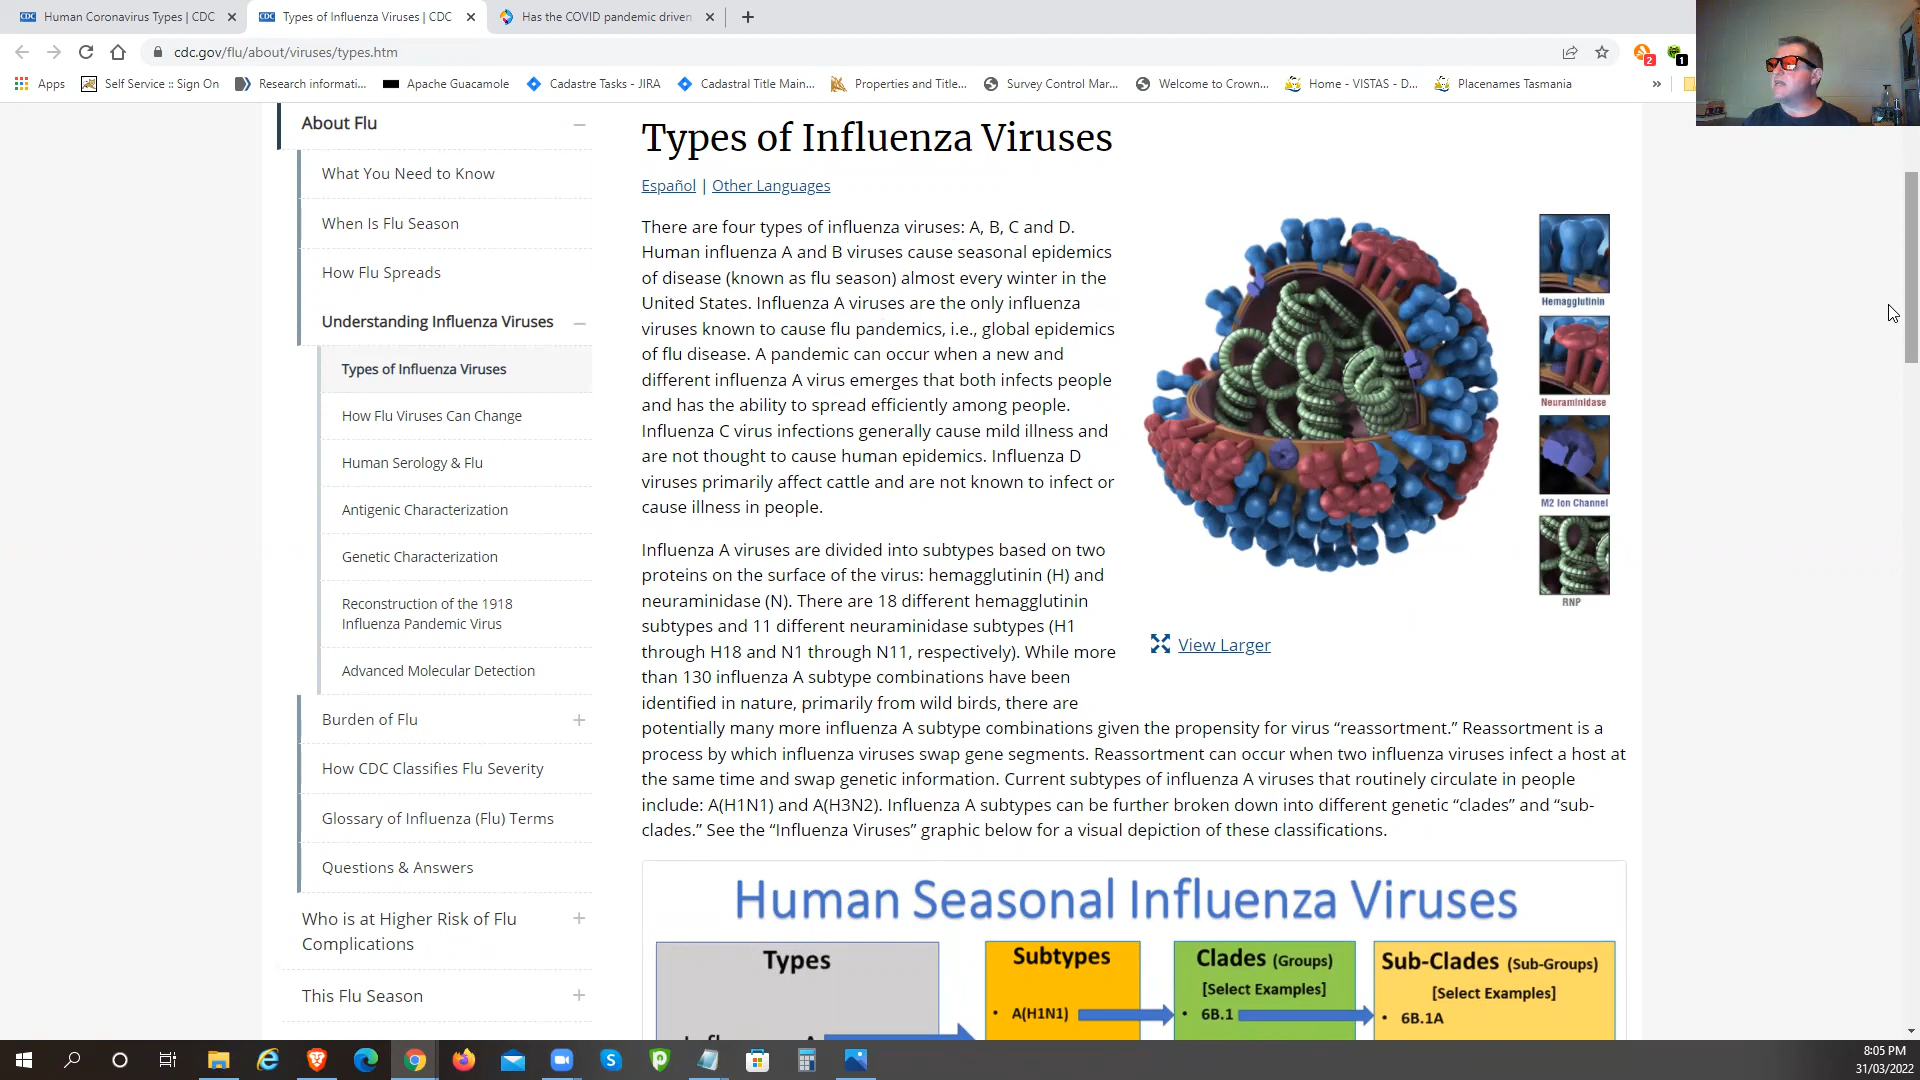 Human Coronavirus Types | CDC
Types of Influenza Viruses | CDC
Has the COVID pandemic driven
cdc.gov/flu/about/viruses/types.htm
2
1
Apps
Self Service :: Sign On
Research informati...
Apache Guacamole
Cadastre Tasks - JIRA
Cadastral Title Main...
Properties and Title...
Survey Control Mar...
Welcome to Crown...
Home - VISTAS - D...
Placenames Tasmania
»
About Flu
What You Need to Know
When Is Flu Season
How Flu Spreads
Understanding Influenza Viruses
Types of Influenza Viruses
How Flu Viruses Can Change
Human Serology & Flu
Antigenic Characterization
Genetic Characterization
Reconstruction of the 1918
Influenza Pandemic Virus
Advanced Molecular Detection
Burden of Flu
How CDC Classifies Flu Severity
Glossary of Influenza (Flu) Terms
Questions & Answers
Who is at Higher Risk of Flu
Complications
This Flu Season
Types of Influenza Viruses
Español | Other Languages
There are four types of influenza viruses: A, B, C and D.
Human influenza A and B viruses cause seasonal epidemics
of disease (known as flu season) almost every winter in the
United States. Influenza A viruses are the only influenza
viruses known to cause flu pandemics, i.e., global epidemics
of flu disease. A pandemic can occur when a new and
different influenza A virus emerges that both infects people
and has the ability to spread efficiently among people.
Influenza C virus infections generally cause mild illness and
are not thought to cause human epidemics. Influenza D
viruses primarily affect cattle and are not known to infect or
cause illness in people.
Hemagglutinin
Neuraminidase
M2 Ion Channel
RNP
View Larger
Influenza A viruses are divided into subtypes based on two
proteins on the surface of the virus: hemagglutinin (H) and
neuraminidase (N). There are 18 different hemagglutinin
subtypes and 11 different neuraminidase subtypes (H1
through H18 and N1 through N11, respectively). While more
than 130 influenza A subtype combinations have been
identified in nature, primarily from wild birds, there are
potentially many more influenza A subtype combinations given the propensity for virus “reassortment.” Reassortment is a
process by which influenza viruses swap gene segments. Reassortment can occur when two influenza viruses infect a host at
the same time and swap genetic information. Current subtypes of influenza A viruses that routinely circulate in people
include: A(H1N1) and A(H3N2). Influenza A subtypes can be further broken down into different genetic “clades” and “sub-
clades.” See the “Influenza Viruses” graphic below for a visual depiction of these classifications.
Human Seasonal Influenza Viruses
Types
Subtypes
• A(H1N1)
Clades (Groups)
[Select Examples]
• 6B.1
Sub-Clades (Sub-Groups)
[Select Examples]
• 6B.1A
8:05 PM
31/03/2022